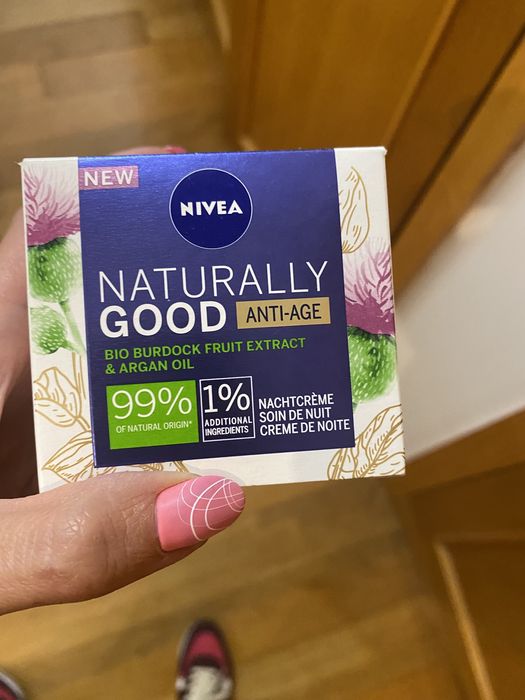 NEW
NIVEA
NATURALLY
GOOD ANTI-AGE
BIO BURDOCK FRUIT EXTRACT
& ARGAN OIL
99%
OF NATURAL ORIGIN*
1%
ADDITIONAL
INGREDIENTS
NACHTCRÈME
SOIN DE NUIT
CREME DE NOITE